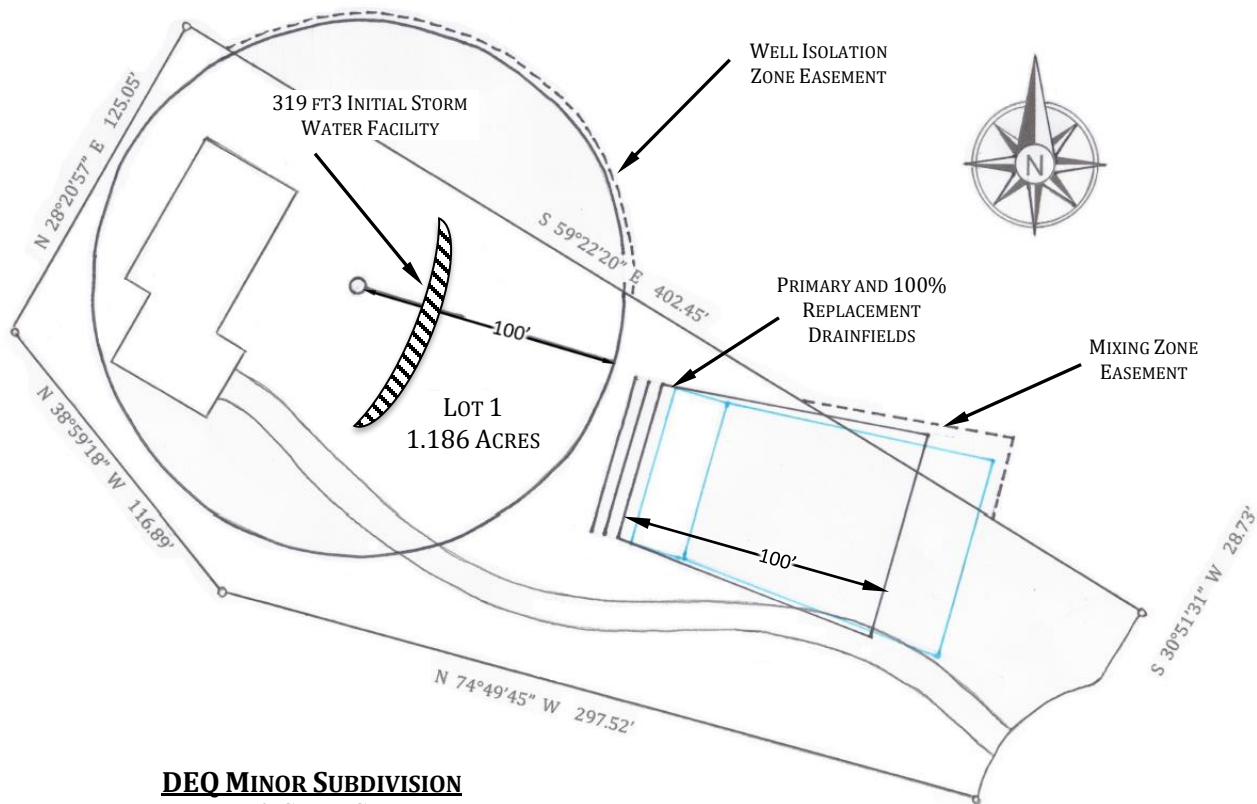 WELL ISOLATION
ZONE EASEMENT
319 FT3 INITIAL STORM
WATER FACILITY
N 28°20'57" E 125.05'
N
S 59°22'20" E 402.45'
PRIMARY AND 100%
REPLACEMENT
DRAINFIELDS
MIXING ZONE
EASEMENT
100'
LOT 1
1.186 ACRES
N 38°59'18" W 116.89'
100'
S 30°51'31" W 28.73'
N 74°49'45" W 297.52'
DEQ MINOR SUBDIVISION